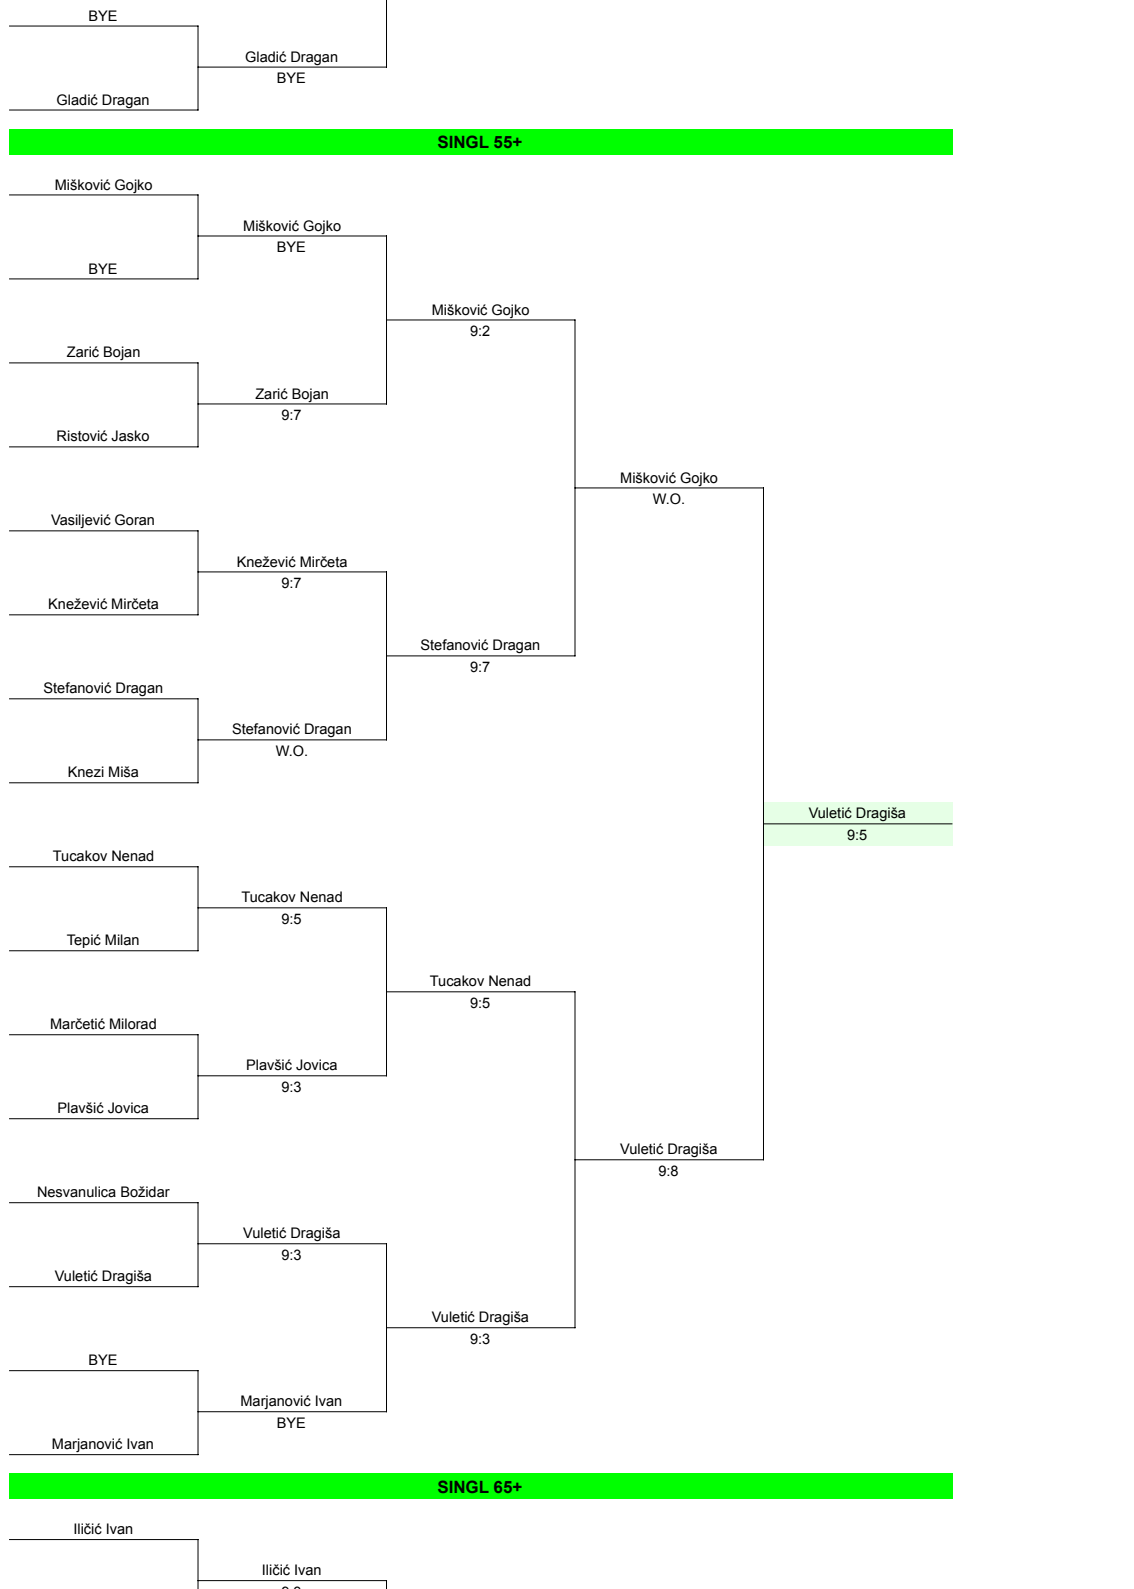 BYE
Gladić Dragan
BYE
Gladić Dragan
SINGL 55+
Mišković Gojko
Mišković Gojko
BYE
BYE
Mišković Gojko
9:2
Zarić Bojan
Zarić Bojan
9:7
Ristović Jasko
Mišković Gojko
W.O.
Vasiljević Goran
Knežević Mirčeta
9:7
Knežević Mirčeta
Stefanović Dragan
9:7
Stefanović Dragan
Stefanović Dragan
W.O.
Knezi Miša
Vuletić Dragiša
9:5
Tucakov Nenad
Tucakov Nenad
9:5
Tepić Milan
Tucakov Nenad
9:5
Marčetić Milorad
Plavšić Jovica
9:3
Plavšić Jovica
Vuletić Dragiša
9:8
Nesvanulica Božidar
Vuletić Dragiša
9:3
Vuletić Dragiša
Vuletić Dragiša
9:3
BYE
Marjanović Ivan
BYE
Marjanović Ivan
SINGL 65+
Iličić Ivan
Iličić Ivan